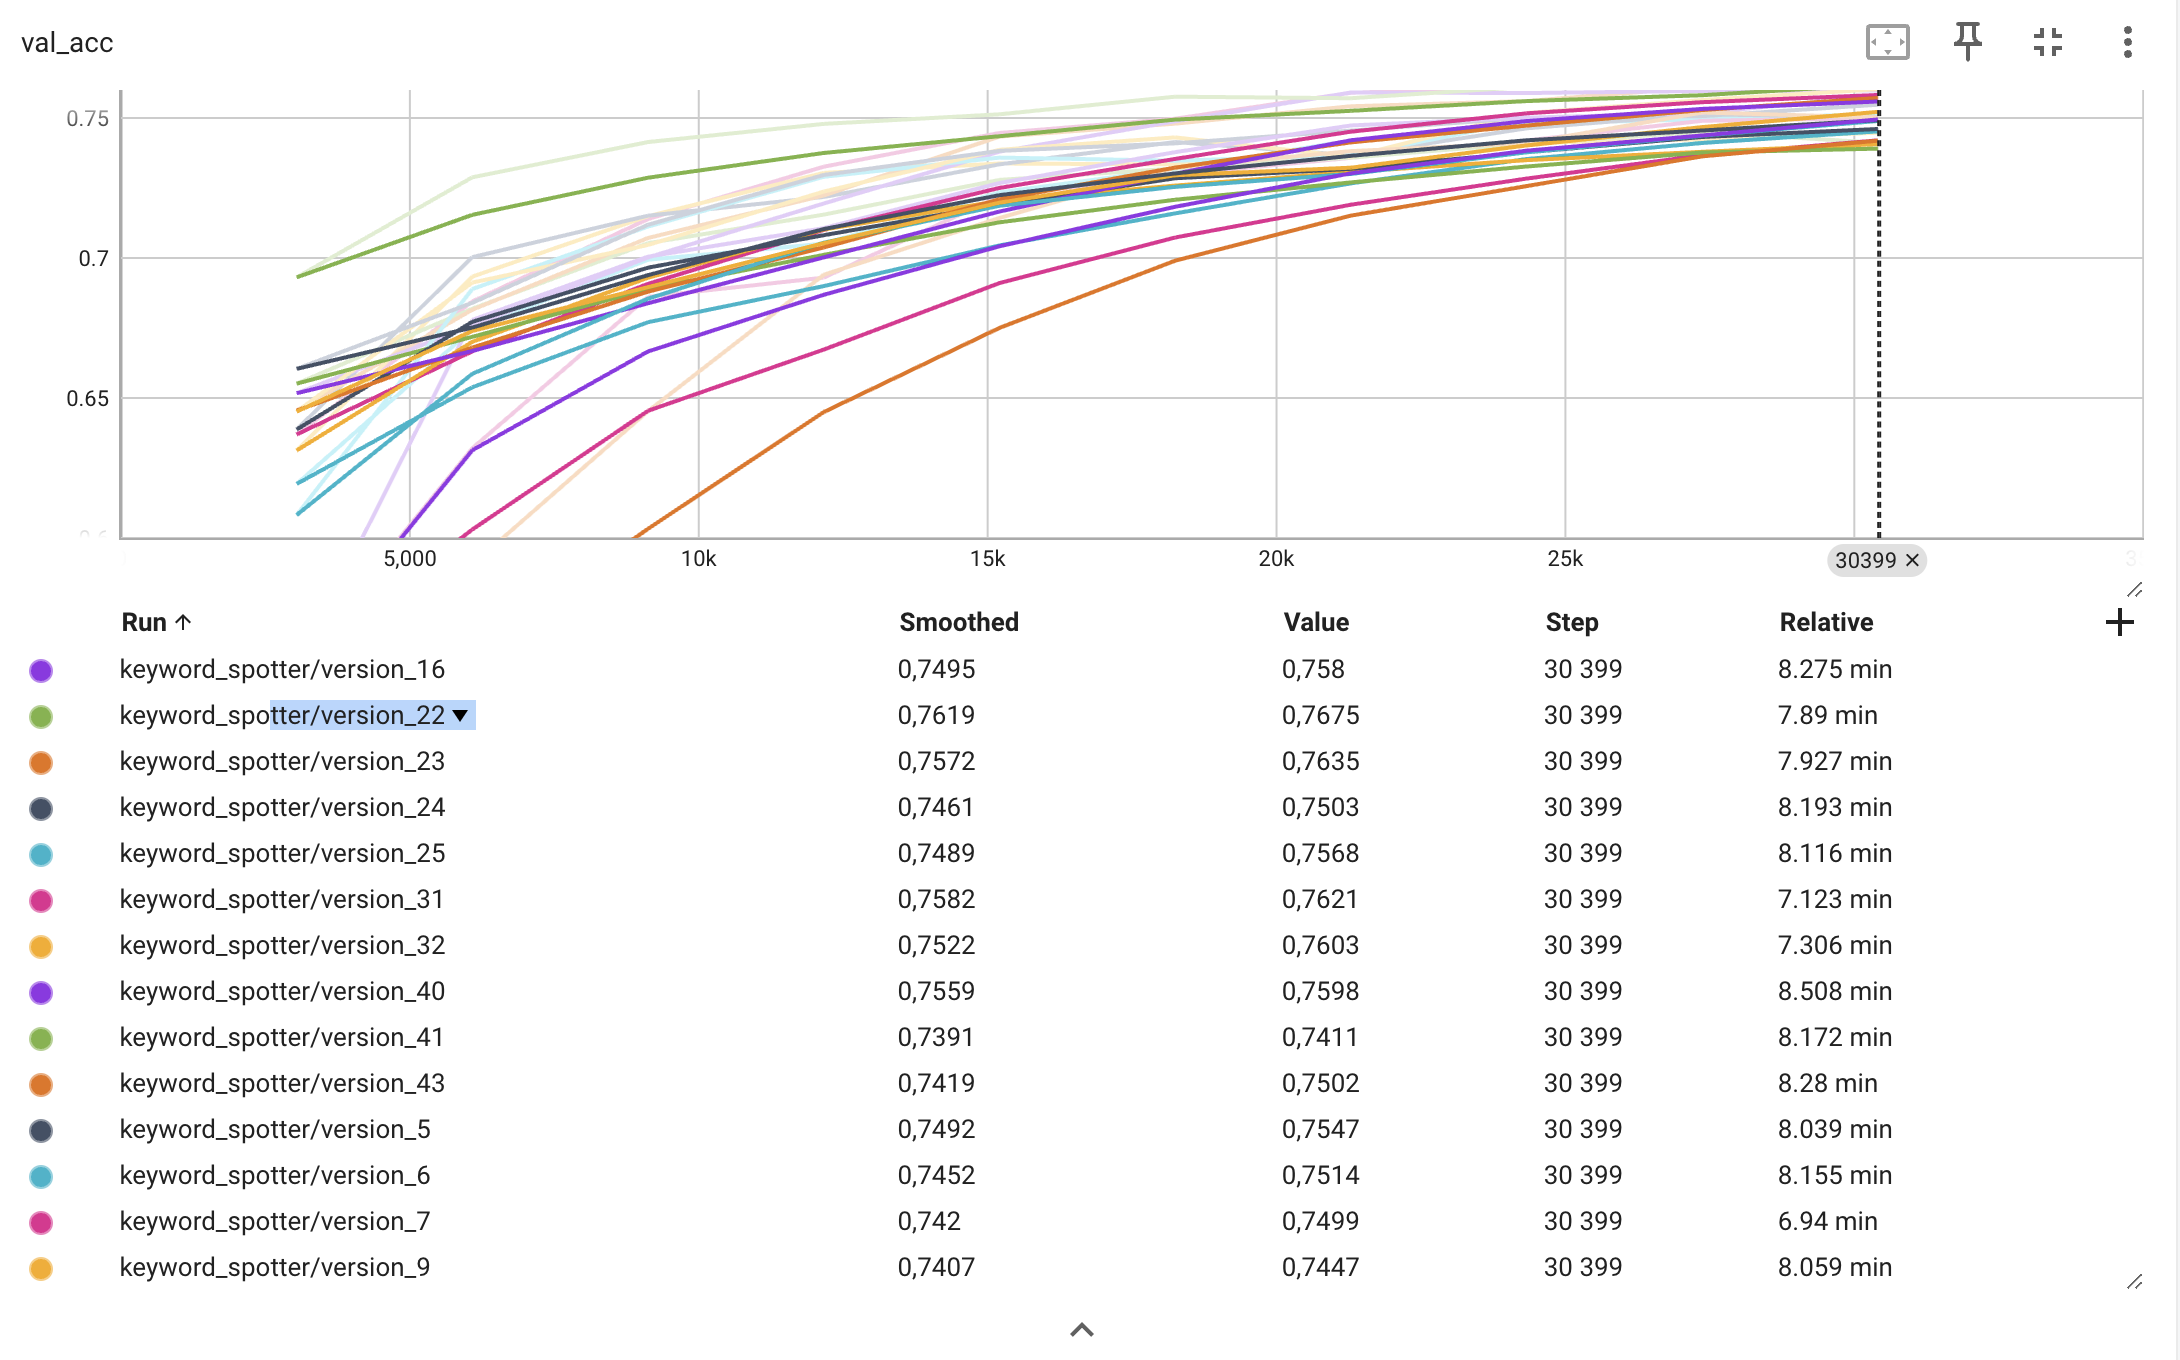 val_acc
0.75
0.7
0.65
5,000 10k 15k 20k 25k 30399 ✕
Run ↑ Smoothed Value Step Relative
keyword_spotter/version_16 0,7495 0,758 30 399 8.275 min
keyword_spotter/version_22 ▼ 0,7619 0,7675 30 399 7.89 min
keyword_spotter/version_23 0,7572 0,7635 30 399 7.927 min
keyword_spotter/version_24 0,7461 0,7503 30 399 8.193 min
keyword_spotter/version_25 0,7489 0,7568 30 399 8.116 min
keyword_spotter/version_31 0,7582 0,7621 30 399 7.123 min
keyword_spotter/version_32 0,7522 0,7603 30 399 7.306 min
keyword_spotter/version_40 0,7559 0,7598 30 399 8.508 min
keyword_spotter/version_41 0,7391 0,7411 30 399 8.172 min
keyword_spotter/version_43 0,7419 0,7502 30 399 8.28 min
keyword_spotter/version_5 0,7492 0,7547 30 399 8.039 min
keyword_spotter/version_6 0,7452 0,7514 30 399 8.155 min
keyword_spotter/version_7 0,742 0,7499 30 399 6.94 min
keyword_spotter/version_9 0,7407 0,7447 30 399 8.059 min